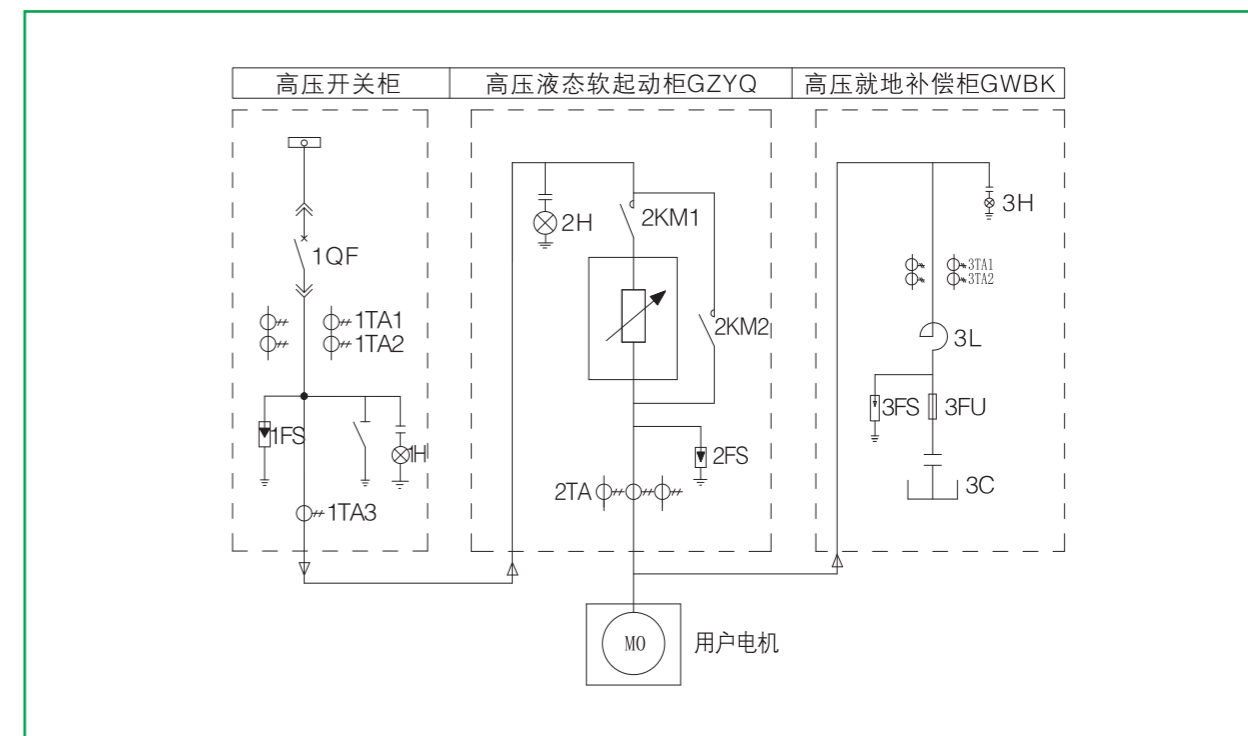 高压开关柜
高压液态软起动柜GZYQ
高压就地补偿柜GWBK
1QF
1TA1
1TA2
1FS
1H
1TA3
2H
2KM1
2KM2
2FS
2TA
3H
3TA1
3TA2
3L
3FS
3FU
3C
MO
用户电机